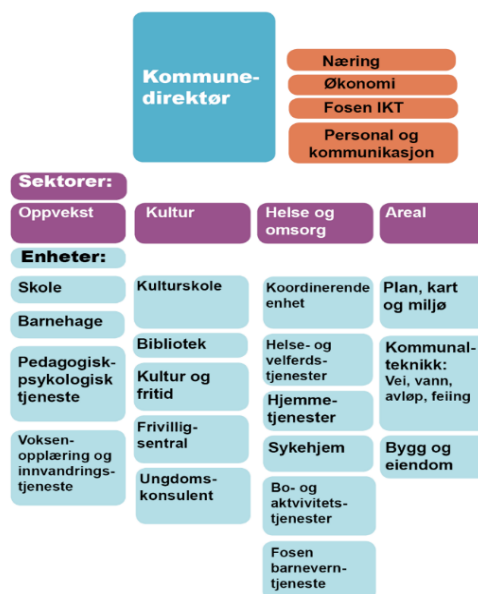 Kommune-
direktør
Næring
Økonomi
Fosen IKT
Personal og
kommunikasjon
Sektorer:
Oppvekst
Kultur
Helse og
omsorg
Areal
Enheter:
Skole
Barnehage
Pedagogisk-
psykologisk
tjeneste
Voksen-
opplæring og
innvandrings-
tjeneste
Kulturskole
Bibliotek
Kultur og
fritid
Frivillig-
sentral
Ungdoms-
konsulent
Koordinerende
enhet
Helse- og
velferds-
tjenester
Hjemme-
tjenester
Sykehjem
Bo- og
aktvivitets-
tjenester
Fosen
barnevern-
tjeneste
Plan, kart
og miljø
Kommunal-
teknikk:
Vei, vann,
avløp, feiing
Bygg og
eiendom